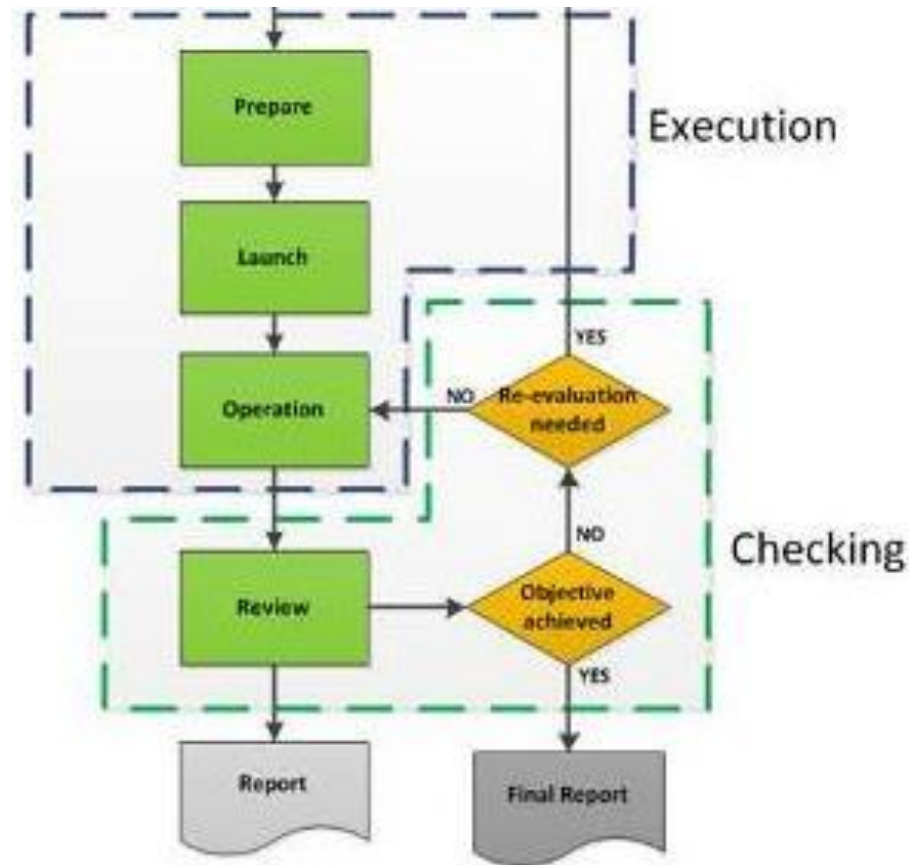 Prepare
Execution
Launch
YES
Operation
NO
Re-evaluation
needed
NO
Checking
Review
Objective
achieved
YES
Report
Final Report